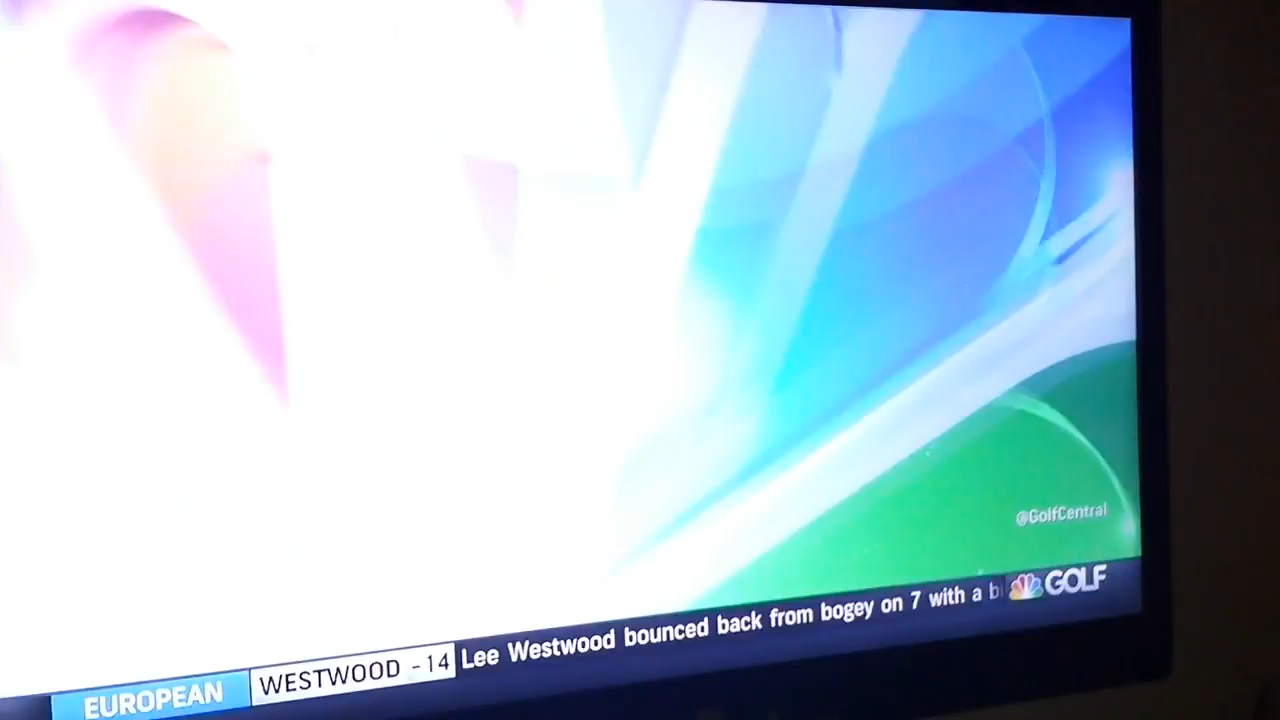 @GolfCentral
GOLF
EUROPEAN WESTWOOD -14 Lee Westwood bounced back from bogey on 7 with a